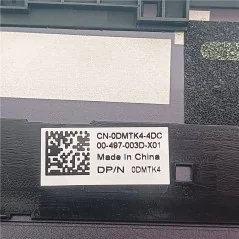 CN-0DMTK4-4DC
00-497-003D-X01
Made In China
DP/N 0DMTK4